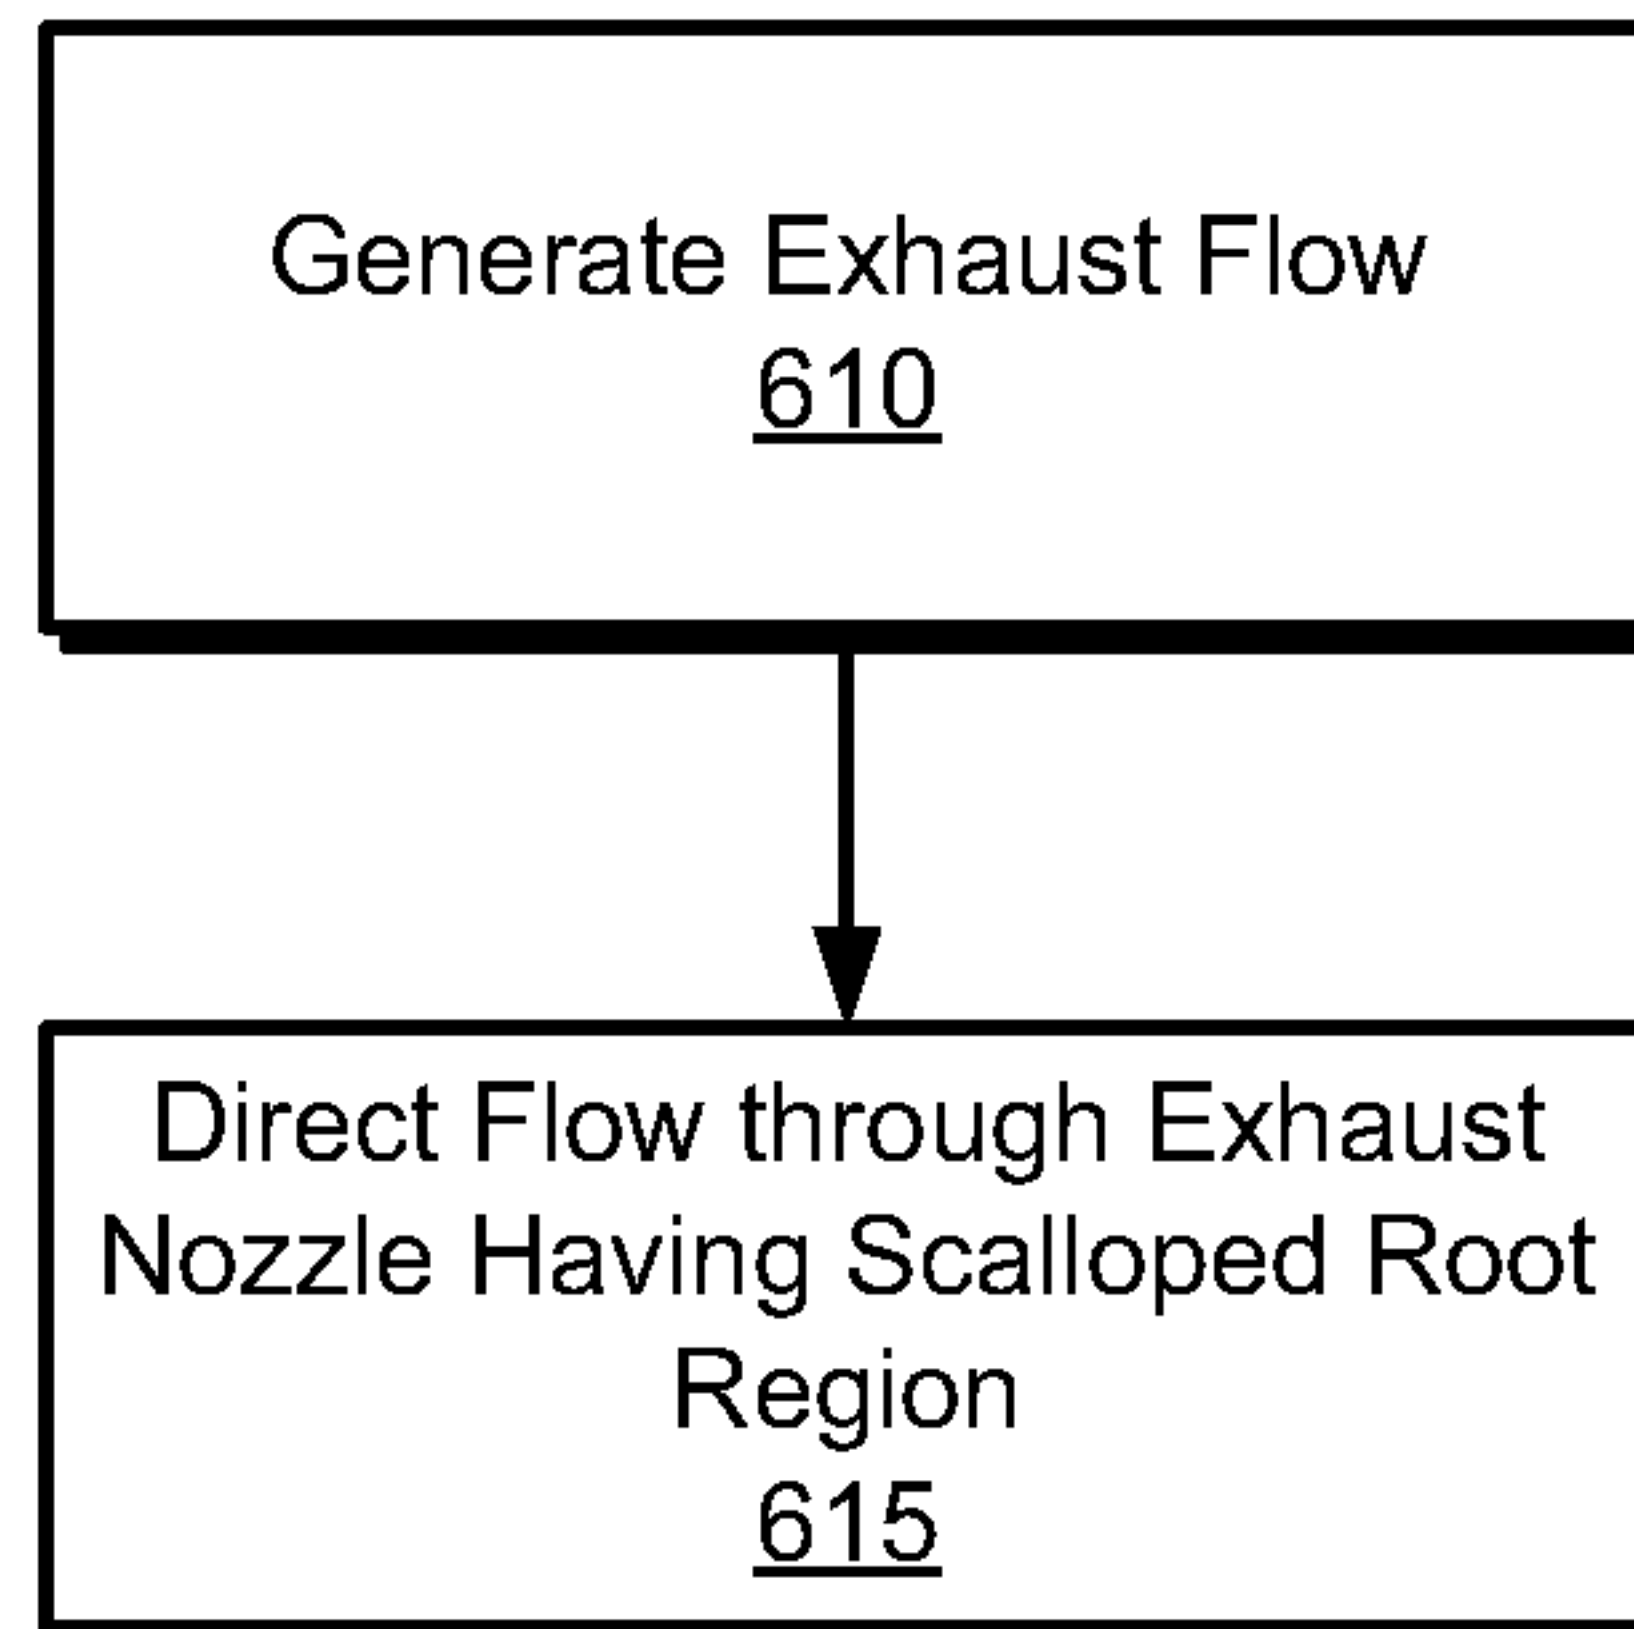 Generate Exhaust Flow
610
Direct Flow through Exhaust
Nozzle Having Scalloped Root
Region
615